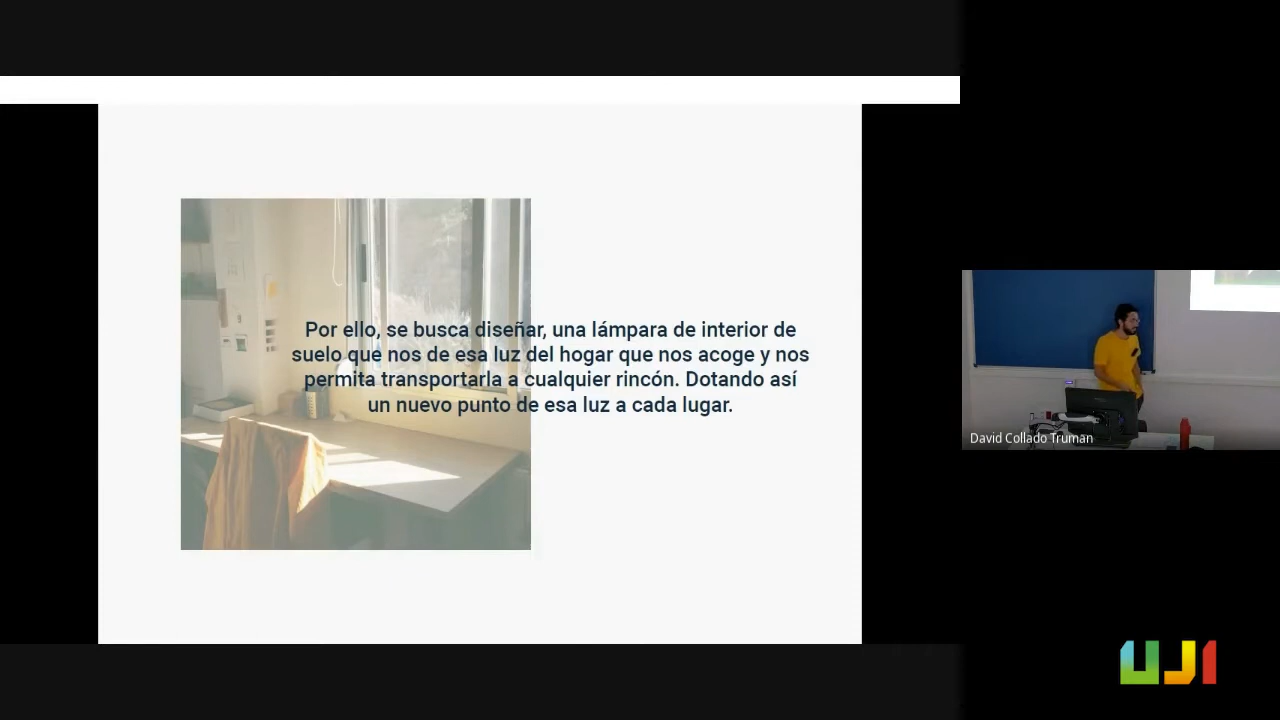 Por ello, se busca diseñar, una lámpara de interior de
suelo que nos de esa luz del hogar que nos acoge y nos
permita transportarla a cualquier rincón. Dotando así
un nuevo punto de esa luz a cada lugar.
David Collado Truman
UJI